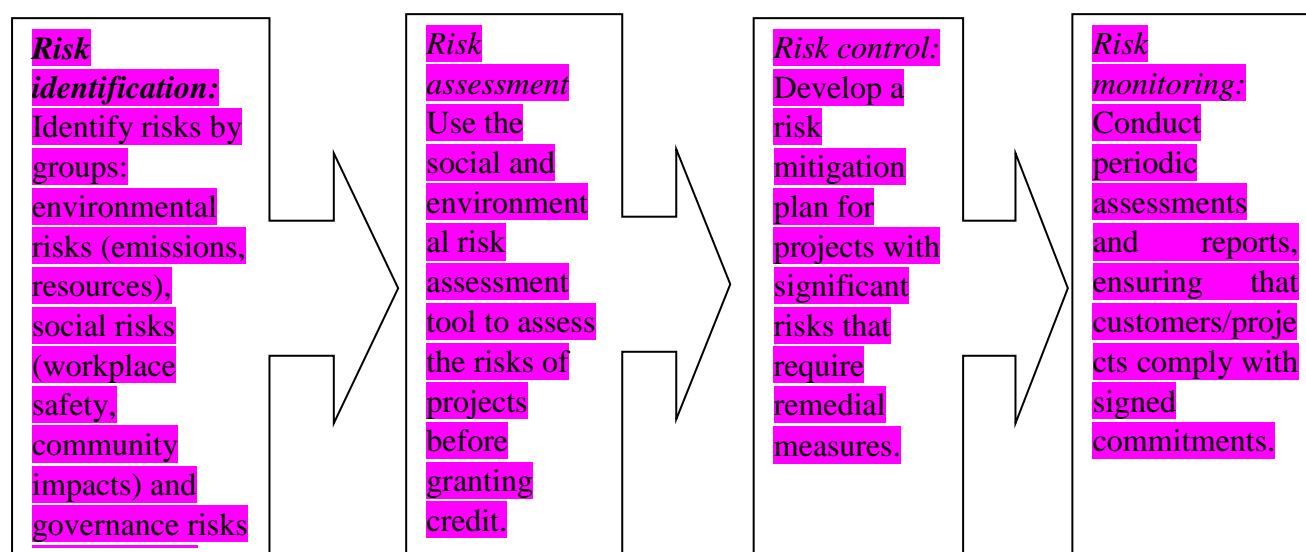 Risk
identification:
Identify risks by
groups:
environmental
risks (emissions,
resources),
social risks
(workplace
safety,
community
impacts) and
governance risks
Risk
assessment
Use the
social and
environment
al risk
assessment
tool to assess
the risks of
projects
before
granting
credit.
Risk control:
Develop a
risk
mitigation
plan for
projects with
significant
risks that
require
remedial
measures.
Risk
monitoring:
Conduct
periodic
assessments
and reports,
ensuring that
customers/proje
cts comply with
signed
commitments.